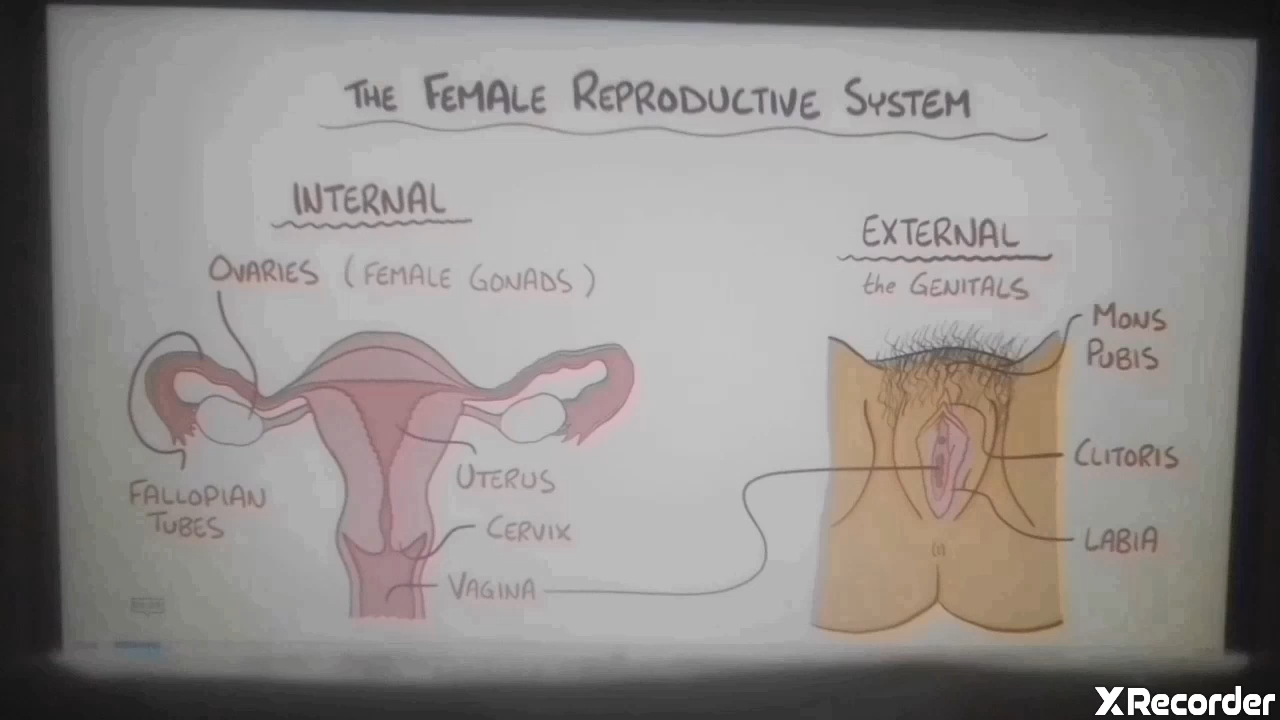 THE FEMALE REPRODUCTIVE SYSTEM
INTERNAL
OVARIES (FEMALE GONADS)
FALLOPIAN
TUBES
UTERUS
CERVIX
VAGINA
EXTERNAL
the GENITALS
MONS
PUBIS
CLITORIS
LABIA
XRecorder